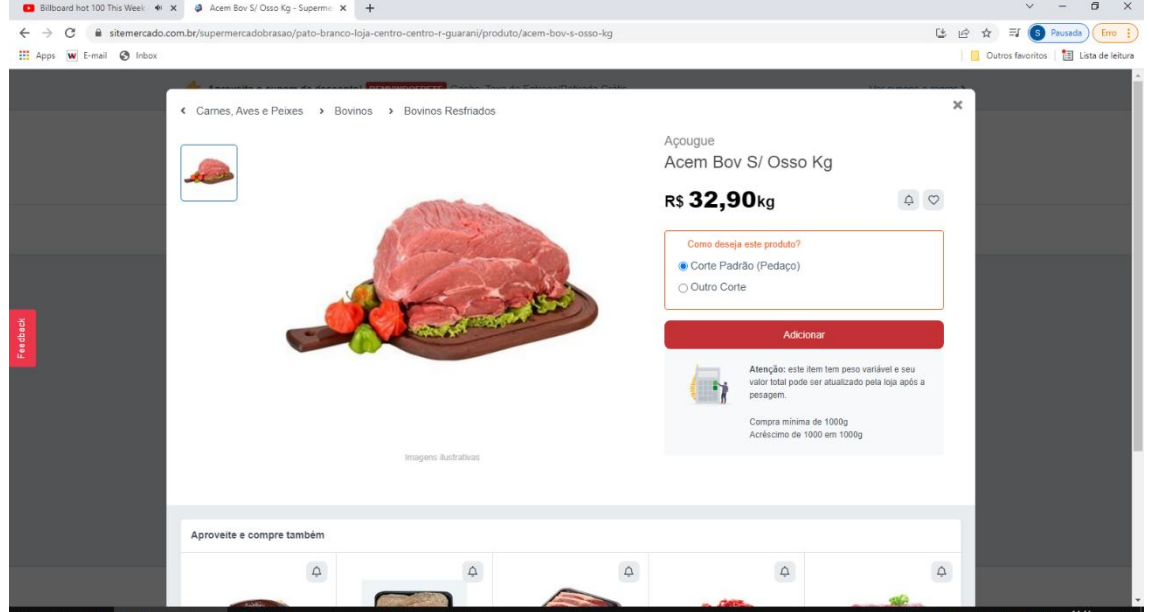 Billboard hot 100 This Week
Acem Bov S/ Osso Kg - Superme
sitemercado.com.br/supermercadobrasao/pato-branco-loja-centro-centro-r-guarani/produto/acem-bov-s-osso-kg
S Pausada
Erro
Apps
E-mail
Inbox
Outros favoritos
Lista de leitura
Carnes, Aves e Peixes > Bovinos > Bovinos Resfriados
Açougue
Acem Bov S/ Osso Kg
R$ 32,90kg
Como deseja este produto?
Corte Padrão (Pedaço)
Outro Corte
Adicionar
Atenção: este item tem peso variável e seu
valor total pode ser atualizado pela loja após a
pesagem.
Compra mínima de 1000g
Acréscimo de 1000 em 1000g
Feedback
Imagens ilustrativas
Aproveite e compre também